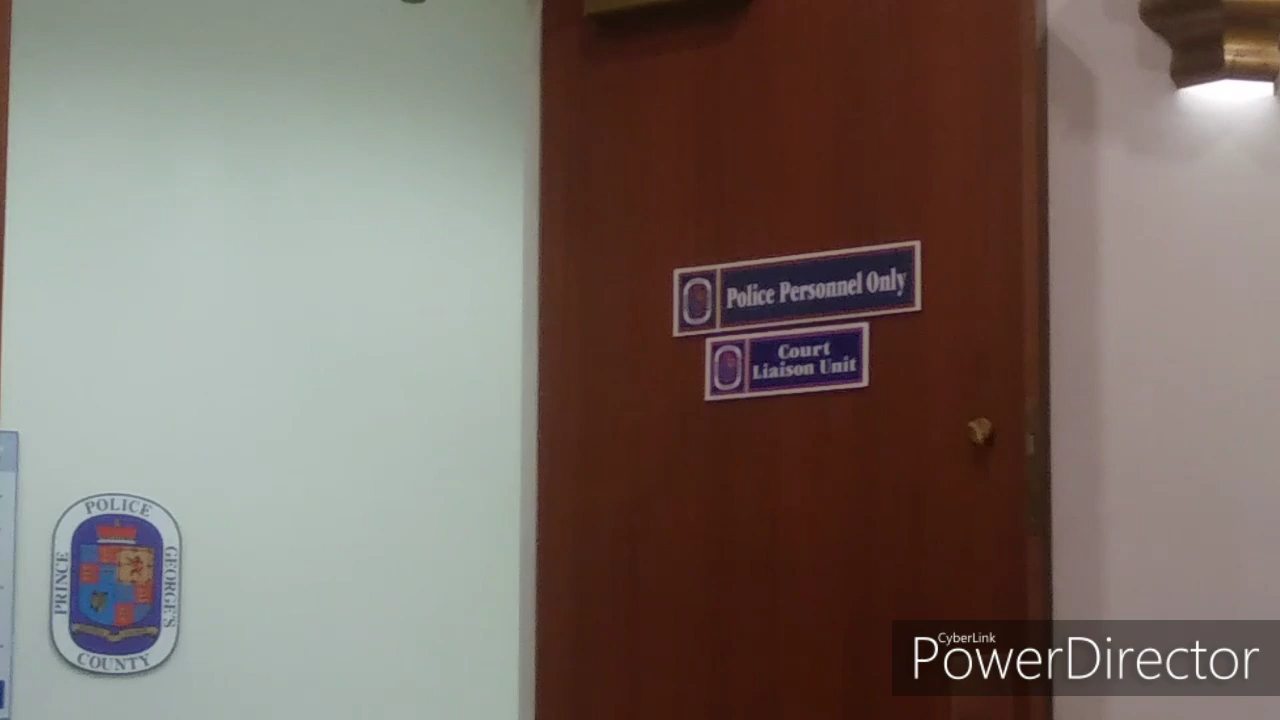 Police Personnel Only
Court
Liaison Unit
POLICE
PRINCE
GEORGE'S
COUNTY
CyberLink
PowerDirector